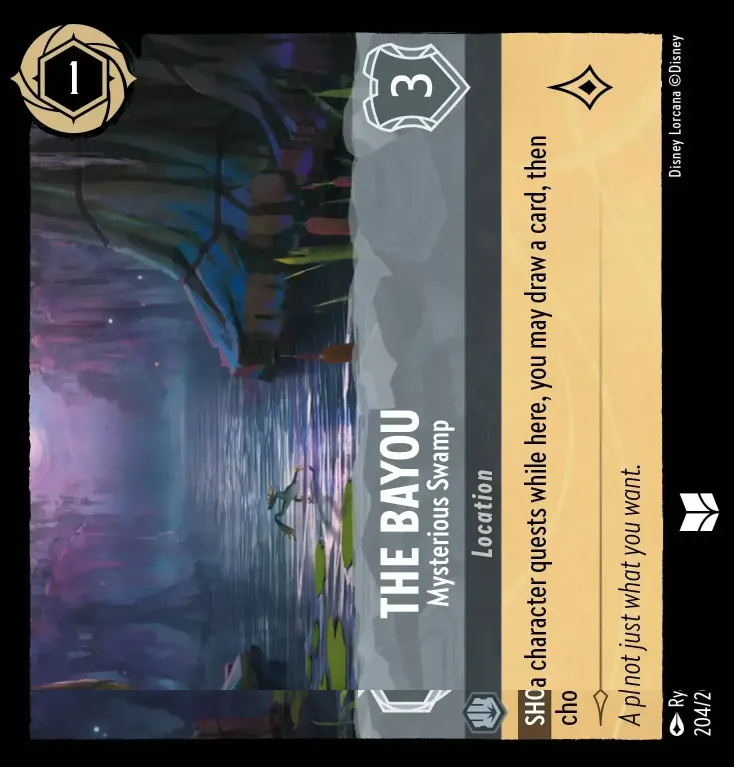 1
3
THE BAYOU
Mysterious Swamp
Location
SHO a character quests while here, you may draw a card, then
cho
A pl not just what you want.
Ry
204/2
Disney Lorcana ©Disney